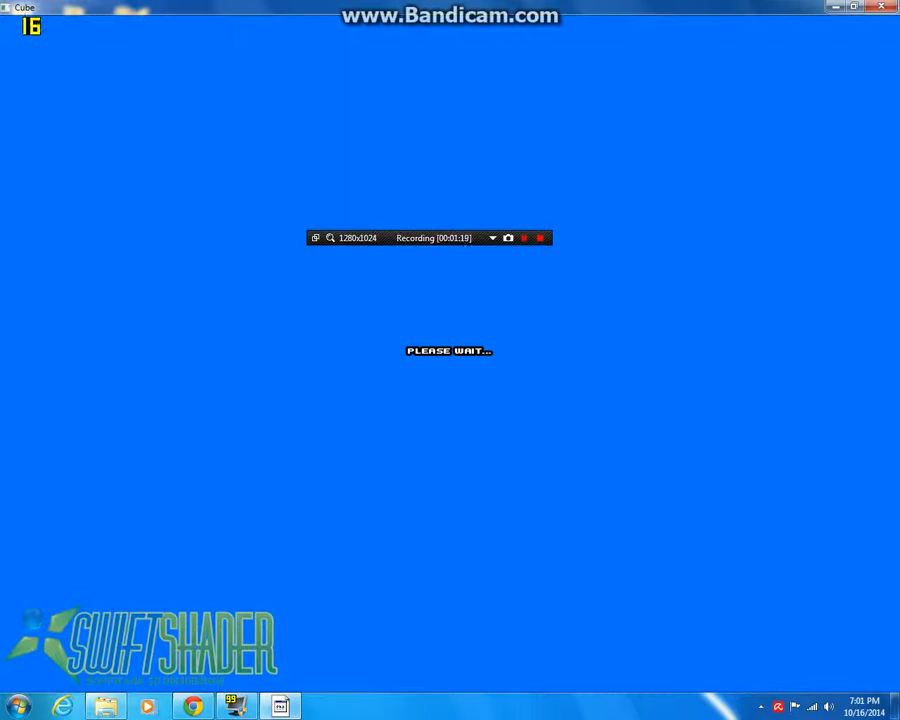 Cube
www.Bandicam.com
16
1280x1024 Recording [00:01:19]
PLEASE WAIT...
SWIFTSHADER
99
7:01 PM
10/16/2014